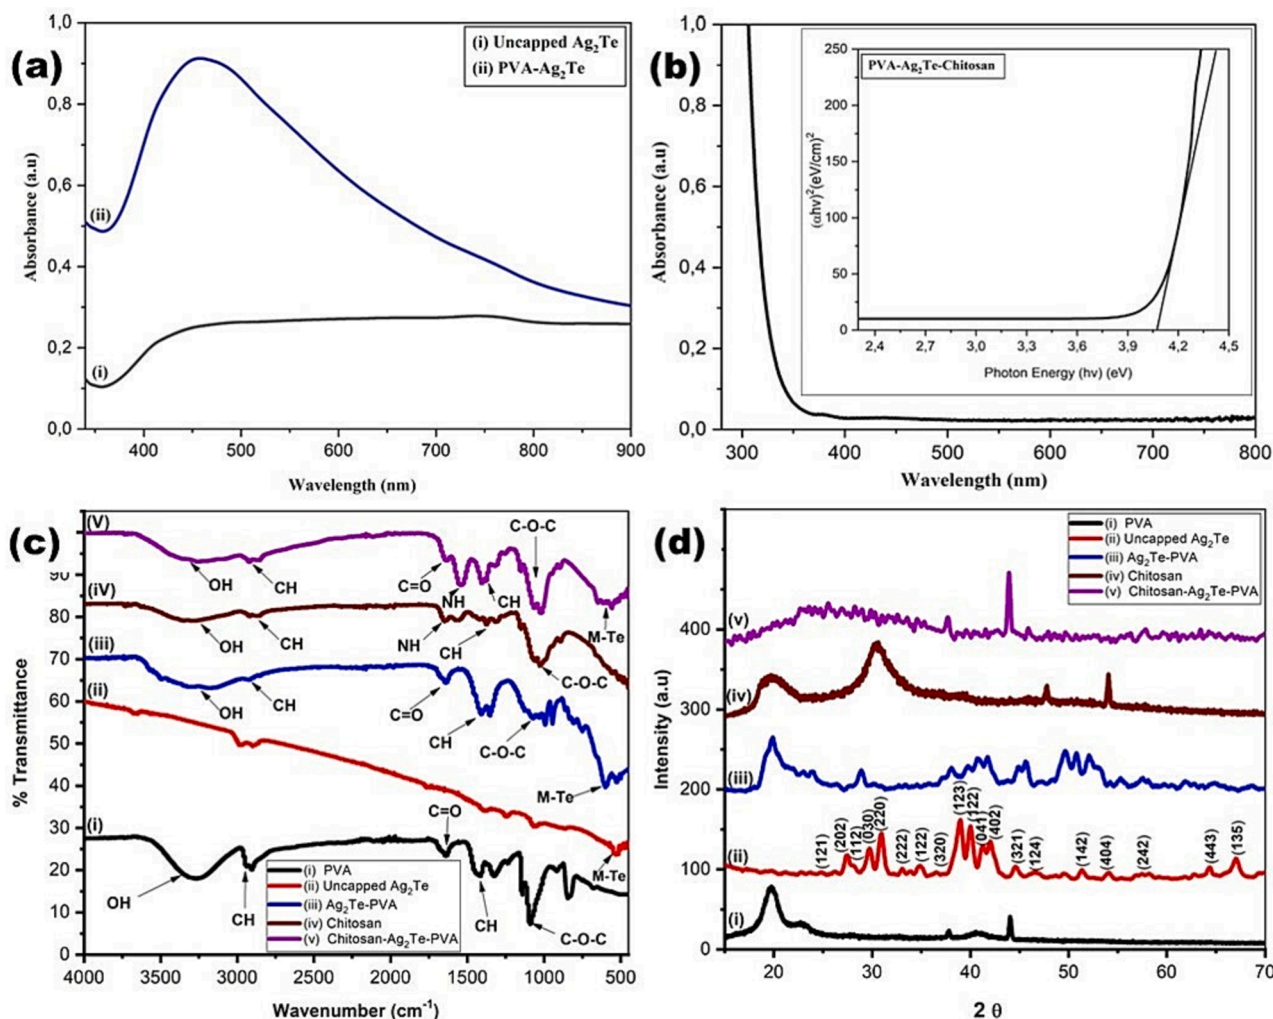 (a)
(i) Uncapped Ag₂Te
(ii) PVA-Ag₂Te
Absorbance (a.u)
1,0
0,8
0,6
0,4
0,2
0,0
(ii)
(i)
400
500
600
700
800
900
Wavelength (nm)
(b)
Absorbance (a.u)
1,0
0,8
0,6
0,4
0,2
0,0
PVA-Ag₂Te-Chitosan
(αhv)²(eV/cm)²
250
200
150
100
50
0
2,4
2,7
3,0
3,3
3,6
3,9
4,2
4,5
Photon Energy (hv) (eV)
300
400
500
600
700
800
Wavelength (nm)
(c)
% Transmittance
90
80
70
60
50
40
30
20
10
0
(V)
OH
CH
C=O
NH
CH
C-O-C
M-Te
(iV)
OH
CH
NH
CH
C-O-C
(iii)
OH
CH
C=O
CH
C-O-C
M-Te
(ii)
M-Te
(i)
OH
CH
C=O
CH
C-O-C
(i) PVA
(ii) Uncapped Ag₂Te
(iii) Ag₂Te-PVA
(iv) Chitosan
(v) Chitosan-Ag₂Te-PVA
4000
3500
3000
2500
2000
1500
1000
500
Wavenumber (cm⁻¹)
(d)
Intensity (a.u)
400
300
200
100
0
(i) PVA
(ii) Uncapped Ag₂Te
(iii) Ag₂Te-PVA
(iv) Chitosan
(v) Chitosan-Ag₂Te-PVA
(v)
(iv)
(iii)
(ii)
(121)
(202)
(112)
(030)
(220)
(222)
(122)
(320)
(123)
(122)
(041)
(402)
(321)
(124)
(142)
(404)
(242)
(443)
(135)
(i)
20
30
40
50
60
70
2 θ